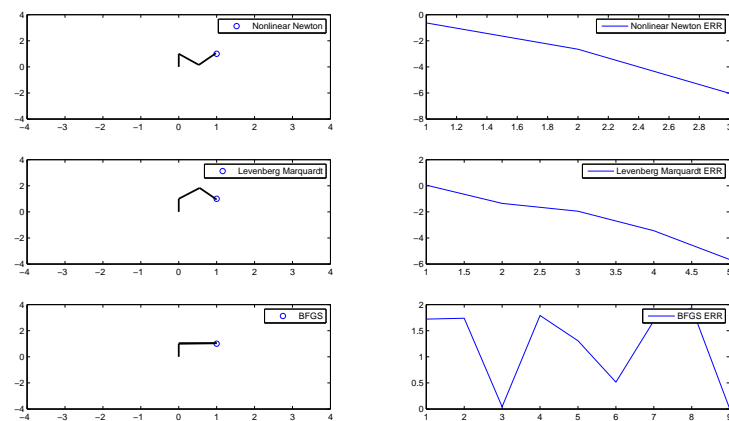 Nonlinear Newton
4
2
0
−2
−4
−4 −3 −2 −1 0 1 2 3 4
Nonlinear Newton ERR
0
−2
−4
−6
−8
1 1.2 1.4 1.6 1.8 2 2.2 2.4 2.6 2.8 3
Levenberg Marquardt
4
2
0
−2
−4
−4 −3 −2 −1 0 1 2 3 4
Levenberg Marquardt ERR
2
0
−2
−4
−6
1 1.5 2 2.5 3 3.5 4 4.5 5
BFGS
4
2
0
−2
−4
−4 −3 −2 −1 0 1 2 3 4
BFGS ERR
2
1.5
1
0.5
0
1 2 3 4 5 6 7 8 9